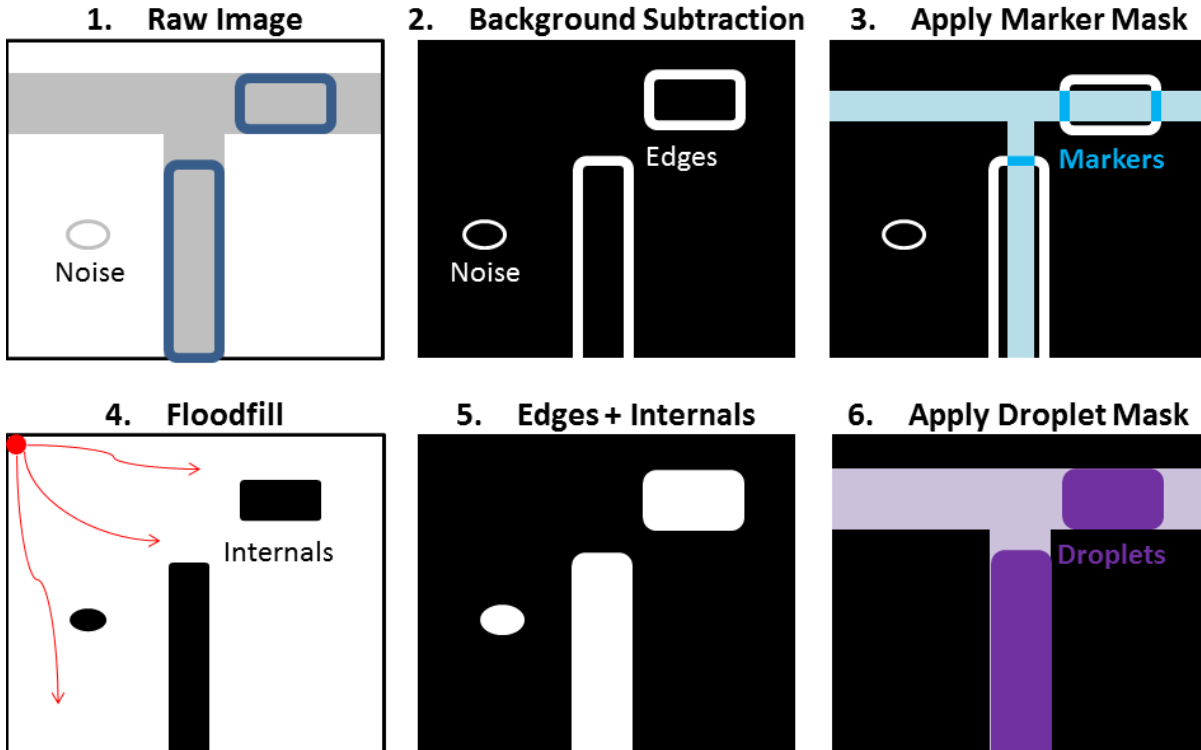 1. Raw Image
2. Background Subtraction
3. Apply Marker Mask
Noise
Edges
Noise
Markers
4. Floodfill
5. Edges + Internals
6. Apply Droplet Mask
Internals
Droplets